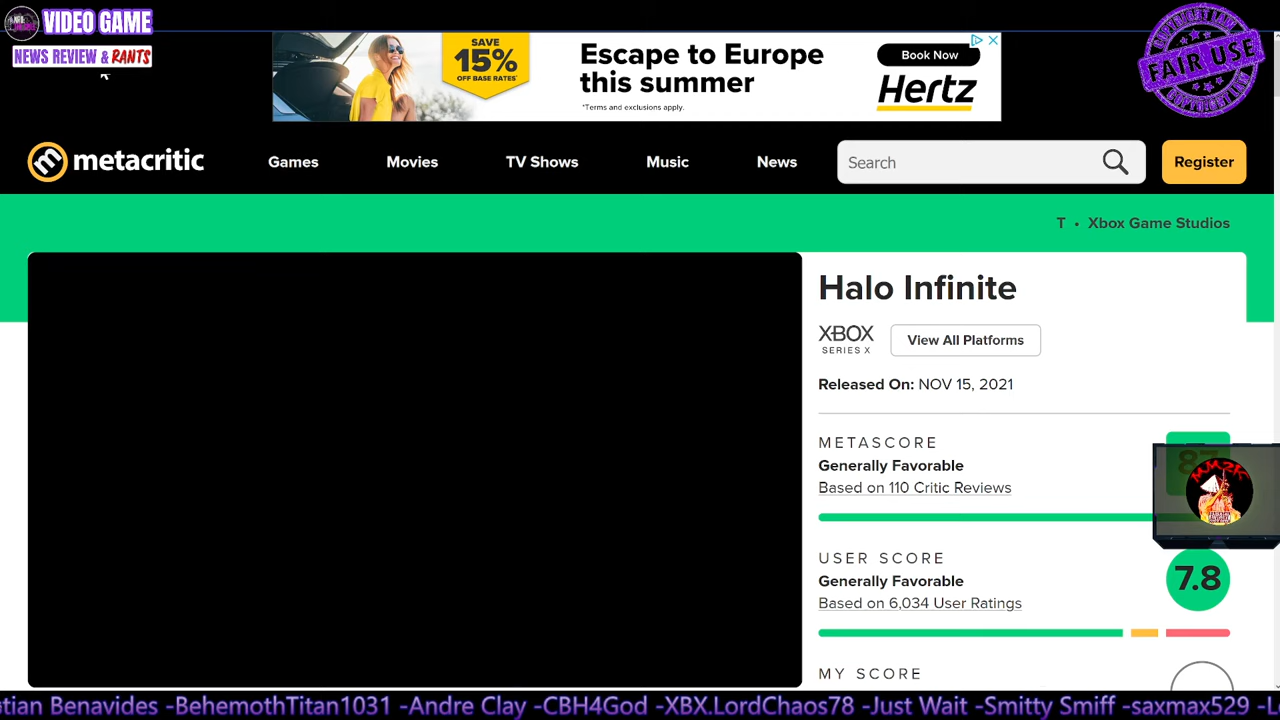 VIDEO GAME
NEWS REVIEW & RANTS
SAVE
15%
OFF BASE RATES*
Escape to Europe
this summer
*Terms and exclusions apply.
Book Now
Hertz
FAIR USE
metacritic
Games
Movies
TV Shows
Music
News
Search
Register
T • Xbox Game Studios
Halo Infinite
XBOX
SERIES X
View All Platforms
Released On: NOV 15, 2021
METASCORE
Generally Favorable
87
Based on 110 Critic Reviews
MM2K
USER SCORE
Generally Favorable
7.8
Based on 6,034 User Ratings
MY SCORE
tian Benavides -BehemothTitan1031 -Andre Clay -CBH4God -XBX.LordChaos78 -Just Wait -Smitty Smiff -saxmax529 -L